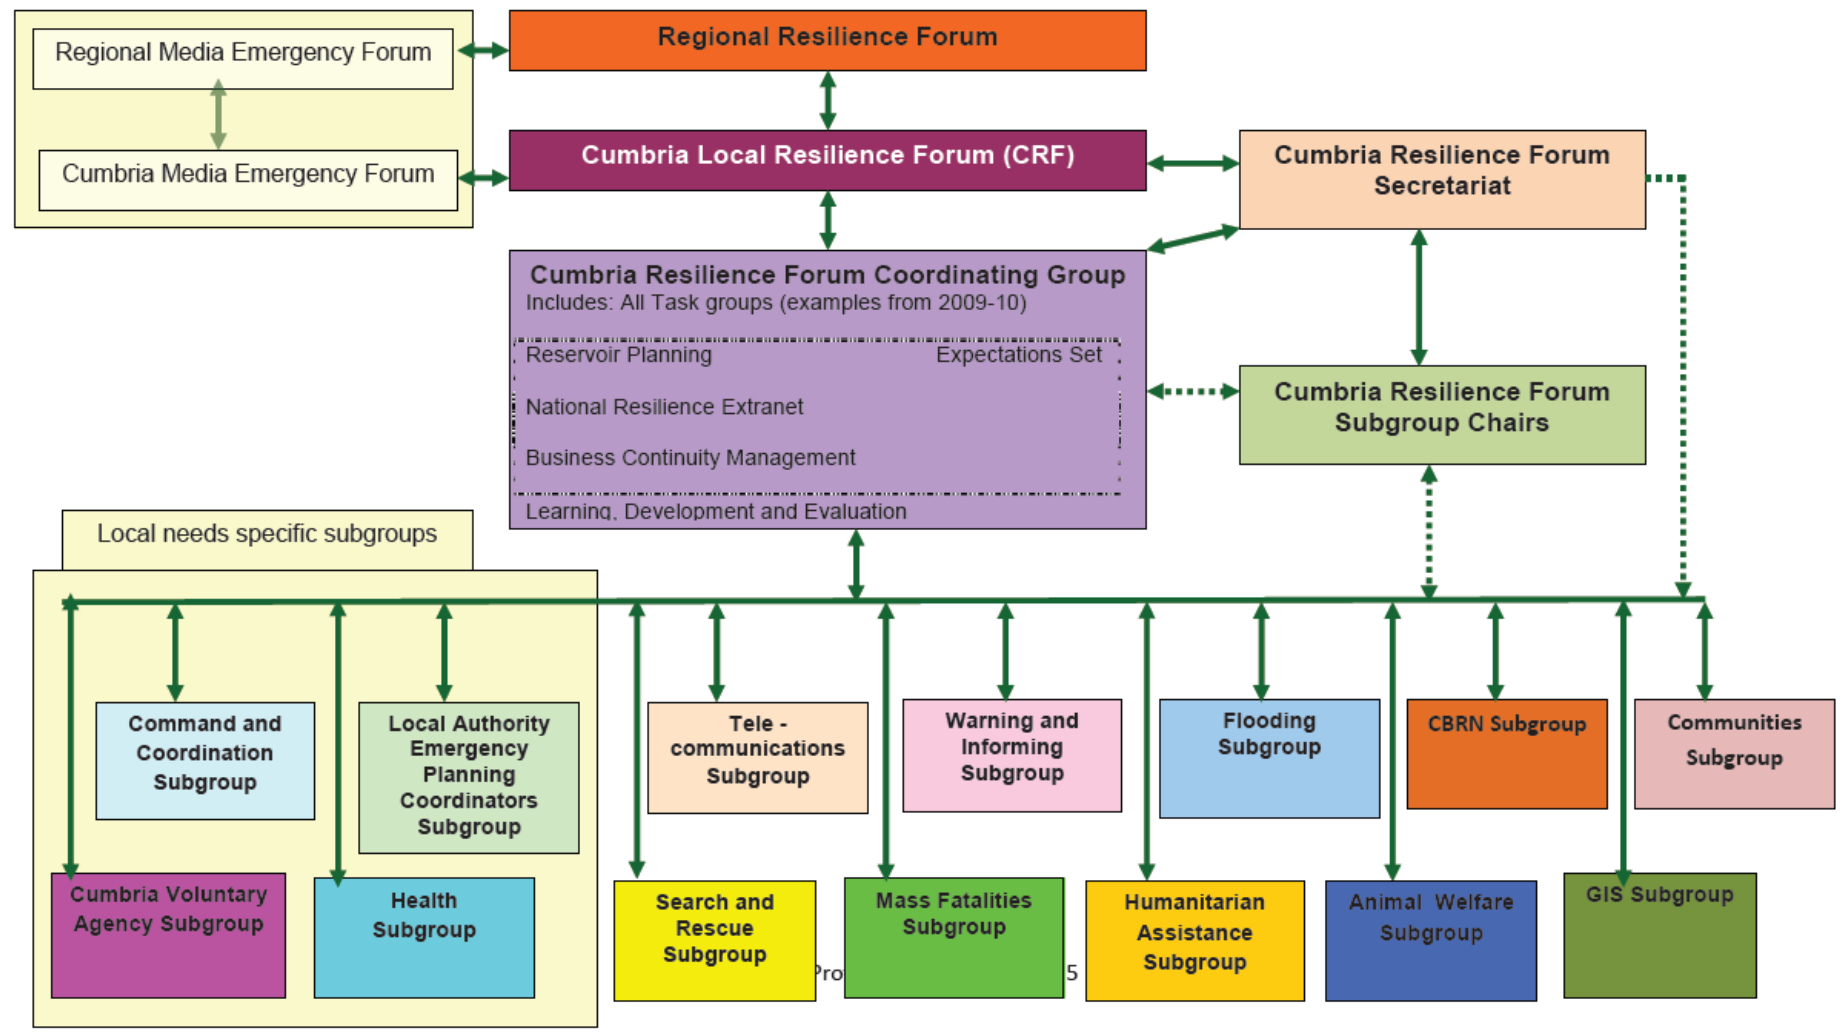 Regional Media Emergency Forum
Regional Resilience Forum
Cumbria Media Emergency Forum
Cumbria Local Resilience Forum (CRF)
Cumbria Resilience Forum
Secretariat
Cumbria Resilience Forum Coordinating Group
Includes: All Task groups (examples from 2009-10)
Reservoir Planning Expectations Set
National Resilience Extranet
Business Continuity Management
Learning, Development and Evaluation
Cumbria Resilience Forum
Subgroup Chairs
Local needs specific subgroups
Command and
Coordination
Subgroup
Local Authority
Emergency
Planning
Coordinators
Subgroup
Tele -
communications
Subgroup
Warning and
Informing
Subgroup
Flooding
Subgroup
CBRN Subgroup
Communities
Subgroup
Cumbria Voluntary
Agency Subgroup
Health
Subgroup
Search and
Rescue
Subgroup
Mass Fatalities
Subgroup
Humanitarian
Assistance
Subgroup
Animal Welfare
Subgroup
GIS Subgroup
5